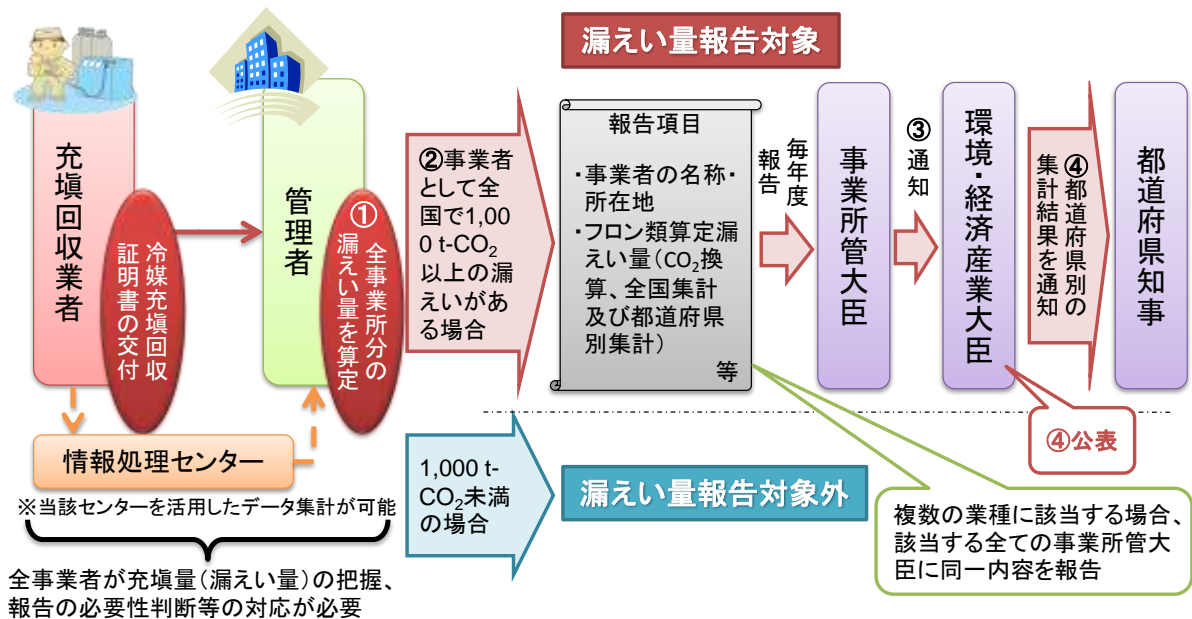 漏えい量報告対象
充塡回収業者
冷媒充塡回収
証明書の交付
管理者
①全事業所分の
漏えい量を算定
②事業者
として全
国で1,00
0 t-CO₂
以上の漏
えいがあ
る場合
報告項目
・事業者の名称・
所在地
・フロン類算定漏
えい量(CO₂換
算、全国集計
及び都道府県
別集計)
等
毎年度
報告
事業所管大臣
③通知
環境・経済産業大臣
④都道府県別の
集計結果を通知
都道府県知事
④公表
情報処理センター
※当該センターを活用したデータ集計が可能
全事業者が充塡量(漏えい量)の把握、
報告の必要性判断等の対応が必要
1,000 t-
CO₂未満
の場合
漏えい量報告対象外
複数の業種に該当する場合、
該当する全ての事業所管大
臣に同一内容を報告